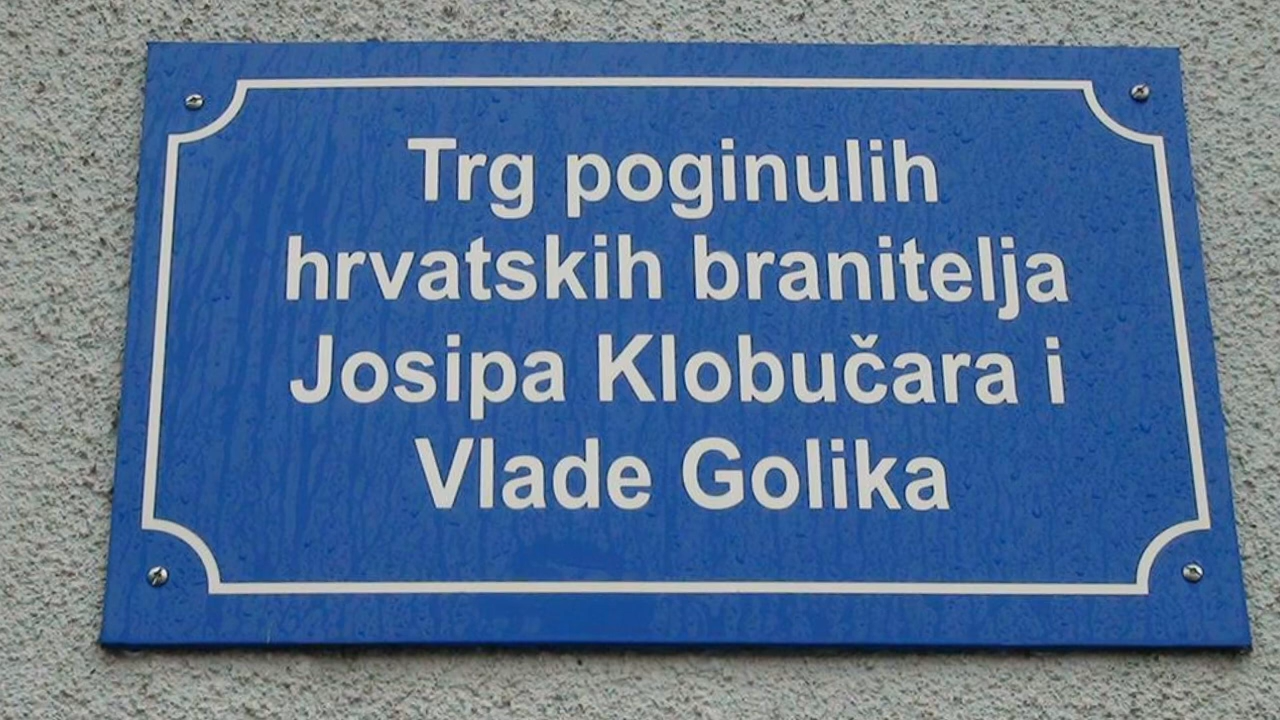 Trg poginulih
hrvatskih branitelja
Josipa Klobučara i
Vlade Golika